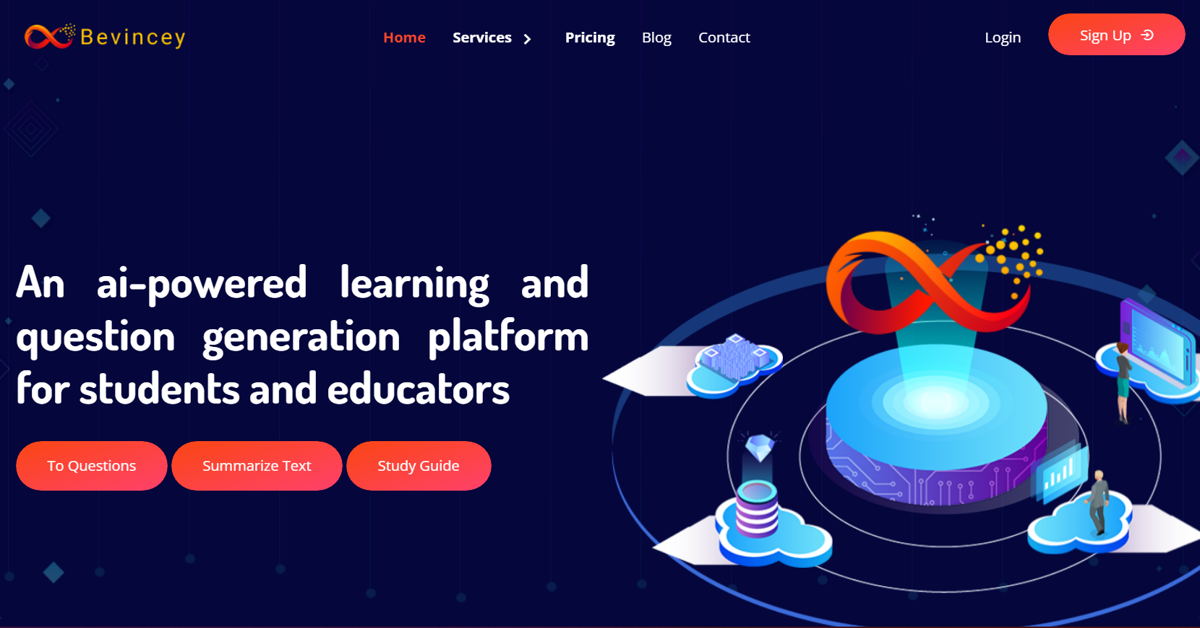 Bevincey
Home Services Pricing Blog Contact
Login Sign Up
An ai-powered learning and
question generation platform
for students and educators
To Questions Summarize Text Study Guide